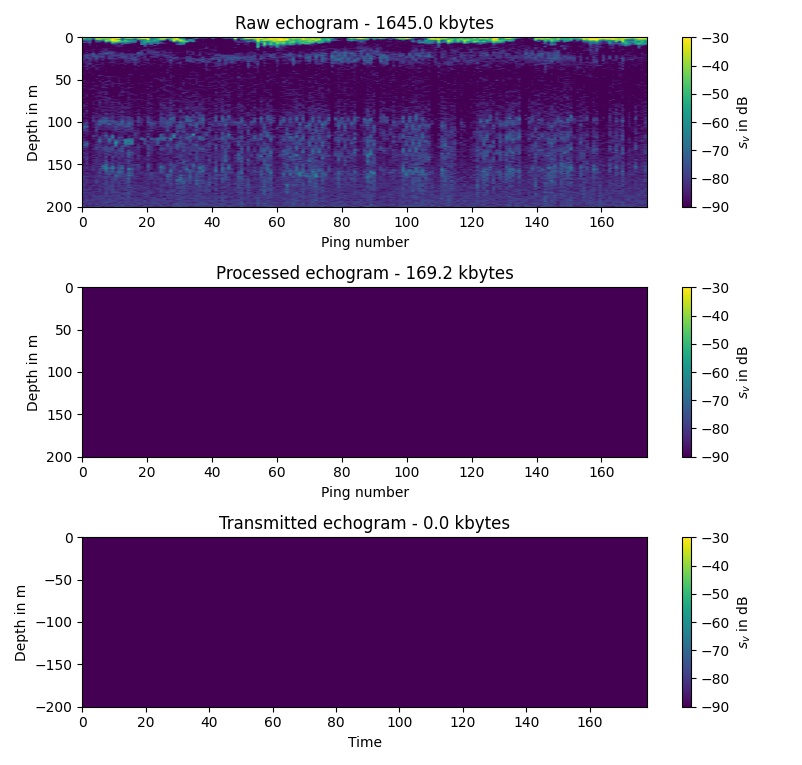 Raw echogram - 1645.0 kbytes
0
50
100
150
200
Depth in m
0 20 40 60 80 100 120 140 160
Ping number
−30
−40
−50
−60
−70
−80
−90
sv in dB
Processed echogram - 169.2 kbytes
0
50
100
150
200
Depth in m
0 20 40 60 80 100 120 140 160
Ping number
−30
−40
−50
−60
−70
−80
−90
sv in dB
Transmitted echogram - 0.0 kbytes
0
−50
−100
−150
−200
Depth in m
0 20 40 60 80 100 120 140 160
Time
−30
−40
−50
−60
−70
−80
−90
sv in dB